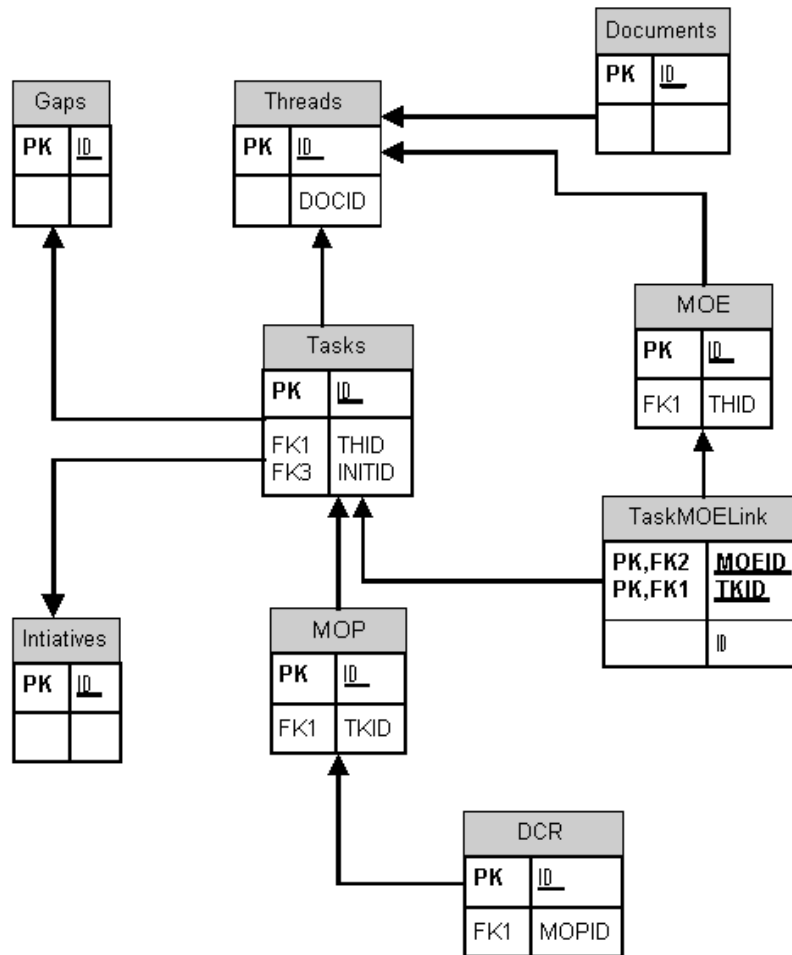 Documents
PK ID
Gaps
PK ID
Threads
PK ID
DOCID
MOE
PK ID
FK1 THID
Tasks
PK ID
FK1 THID
FK3 INITID
TaskMOELink
PK,FK2 MOEID
PK,FK1 TKID
ID
Intiatives
PK ID
MOP
PK ID
FK1 TKID
DCR
PK ID
FK1 MOPID